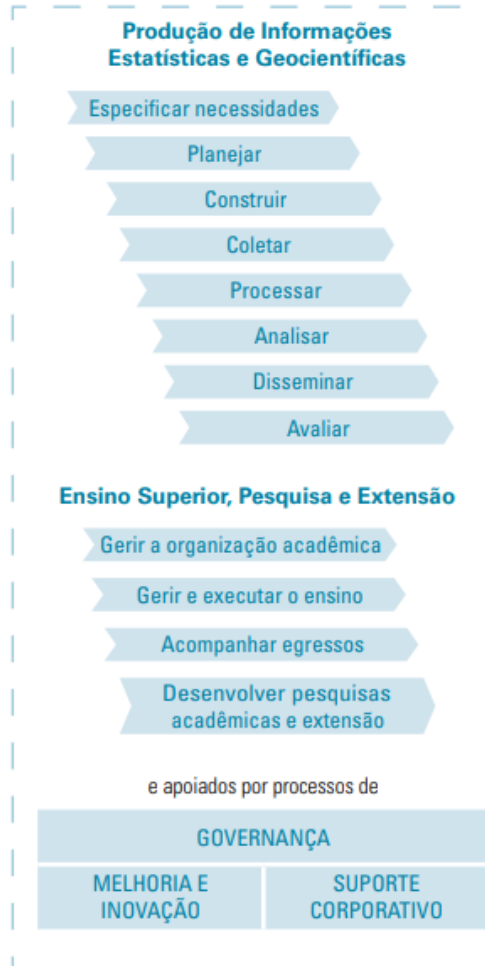 Produção de Informações
Estatísticas e Geocientíficas
Especificar necessidades
Planejar
Construir
Coletar
Processar
Analisar
Disseminar
Avaliar
Ensino Superior, Pesquisa e Extensão
Gerir a organização acadêmica
Gerir e executar o ensino
Acompanhar egressos
Desenvolver pesquisas
acadêmicas e extensão
e apoiados por processos de
GOVERNANÇA
MELHORIA E
INOVAÇÃO
SUPORTE
CORPORATIVO